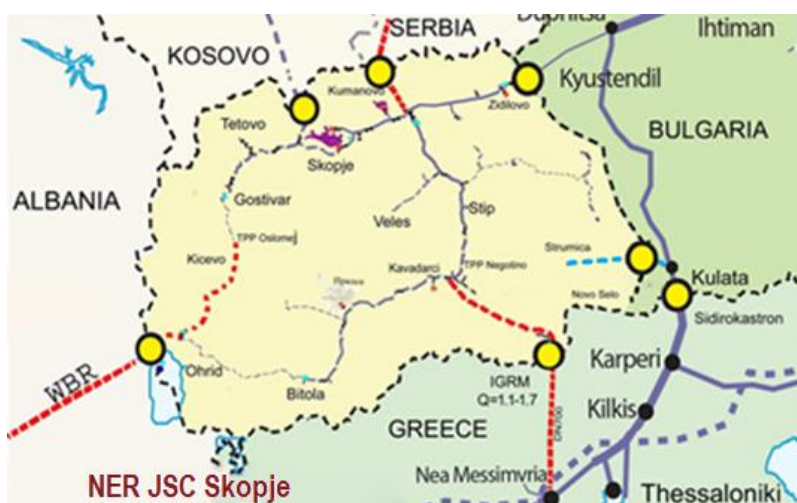 SERBIA
Dupnitsa
Ihtiman
KOSOVO
Kumanovo
Kyustendil
Zidilovo
Tetovo
Skopje
BULGARIA
ALBANIA
Gostivar
Veles
Stip
TPP Oslomej
Strumica
Kicevo
Kavadarci
TPP Negotino
Kulata
Novo Selo
Sidirokastron
WBR
Ohrid
Bitola
IGRM
Q=1.1-1.7
Karperi
DN700
Kilkis
GREECE
Nea Messimvria
NER JSC Skopje
Thessaloniki